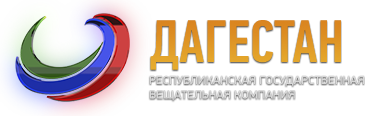 ДАГЕСТАН
РЕСПУБЛИКАНСКАЯ ГОСУДАРСТВЕННАЯ
ВЕЩАТЕЛЬНАЯ КОМПАНИЯ